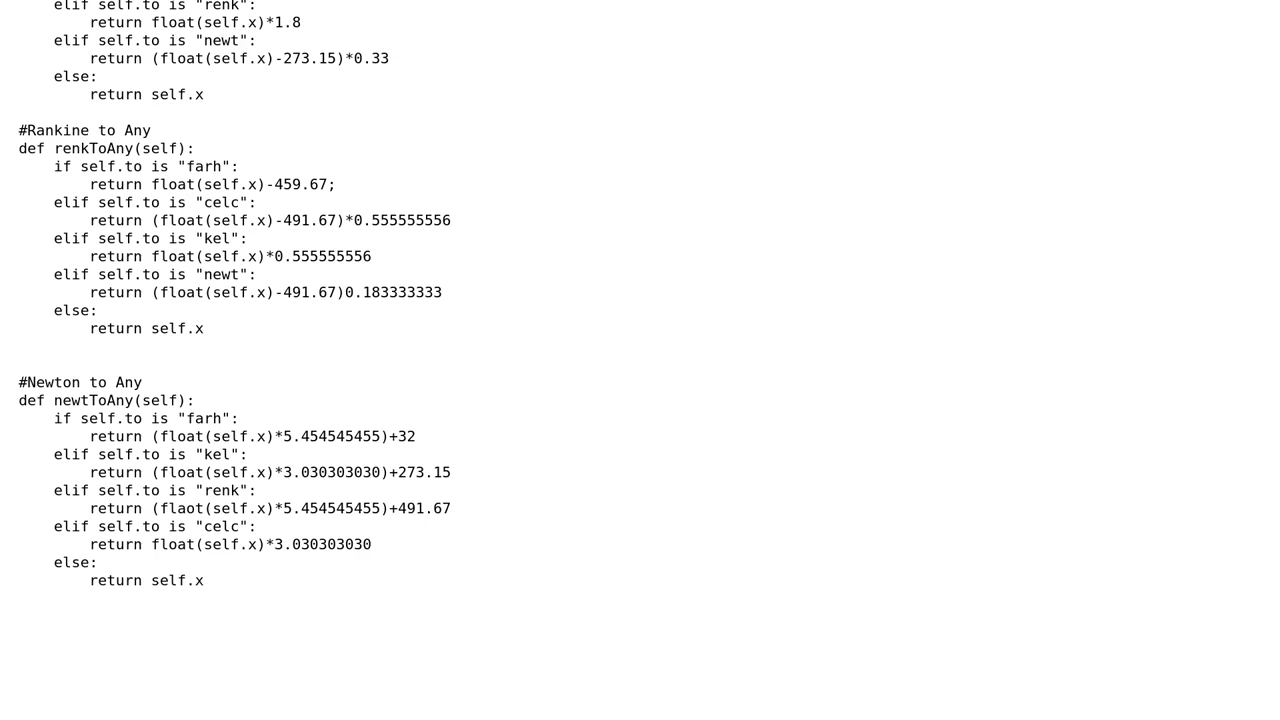 elif self.to is "renk":
return float(self.x)*1.8
elif self.to is "newt":
return (float(self.x)-273.15)*0.33
else:
return self.x
#Rankine to Any
def renkToAny(self):
if self.to is "farh":
return float(self.x)-459.67;
elif self.to is "celc":
return (float(self.x)-491.67)*0.555555556
elif self.to is "kel":
return float(self.x)*0.555555556
elif self.to is "newt":
return (float(self.x)-491.67)0.183333333
else:
return self.x
#Newton to Any
def newtToAny(self):
if self.to is "farh":
return (float(self.x)*5.454545455)+32
elif self.to is "kel":
return (float(self.x)*3.030303030)+273.15
elif self.to is "renk":
return (flaot(self.x)*5.454545455)+491.67
elif self.to is "celc":
return float(self.x)*3.030303030
else:
return self.x